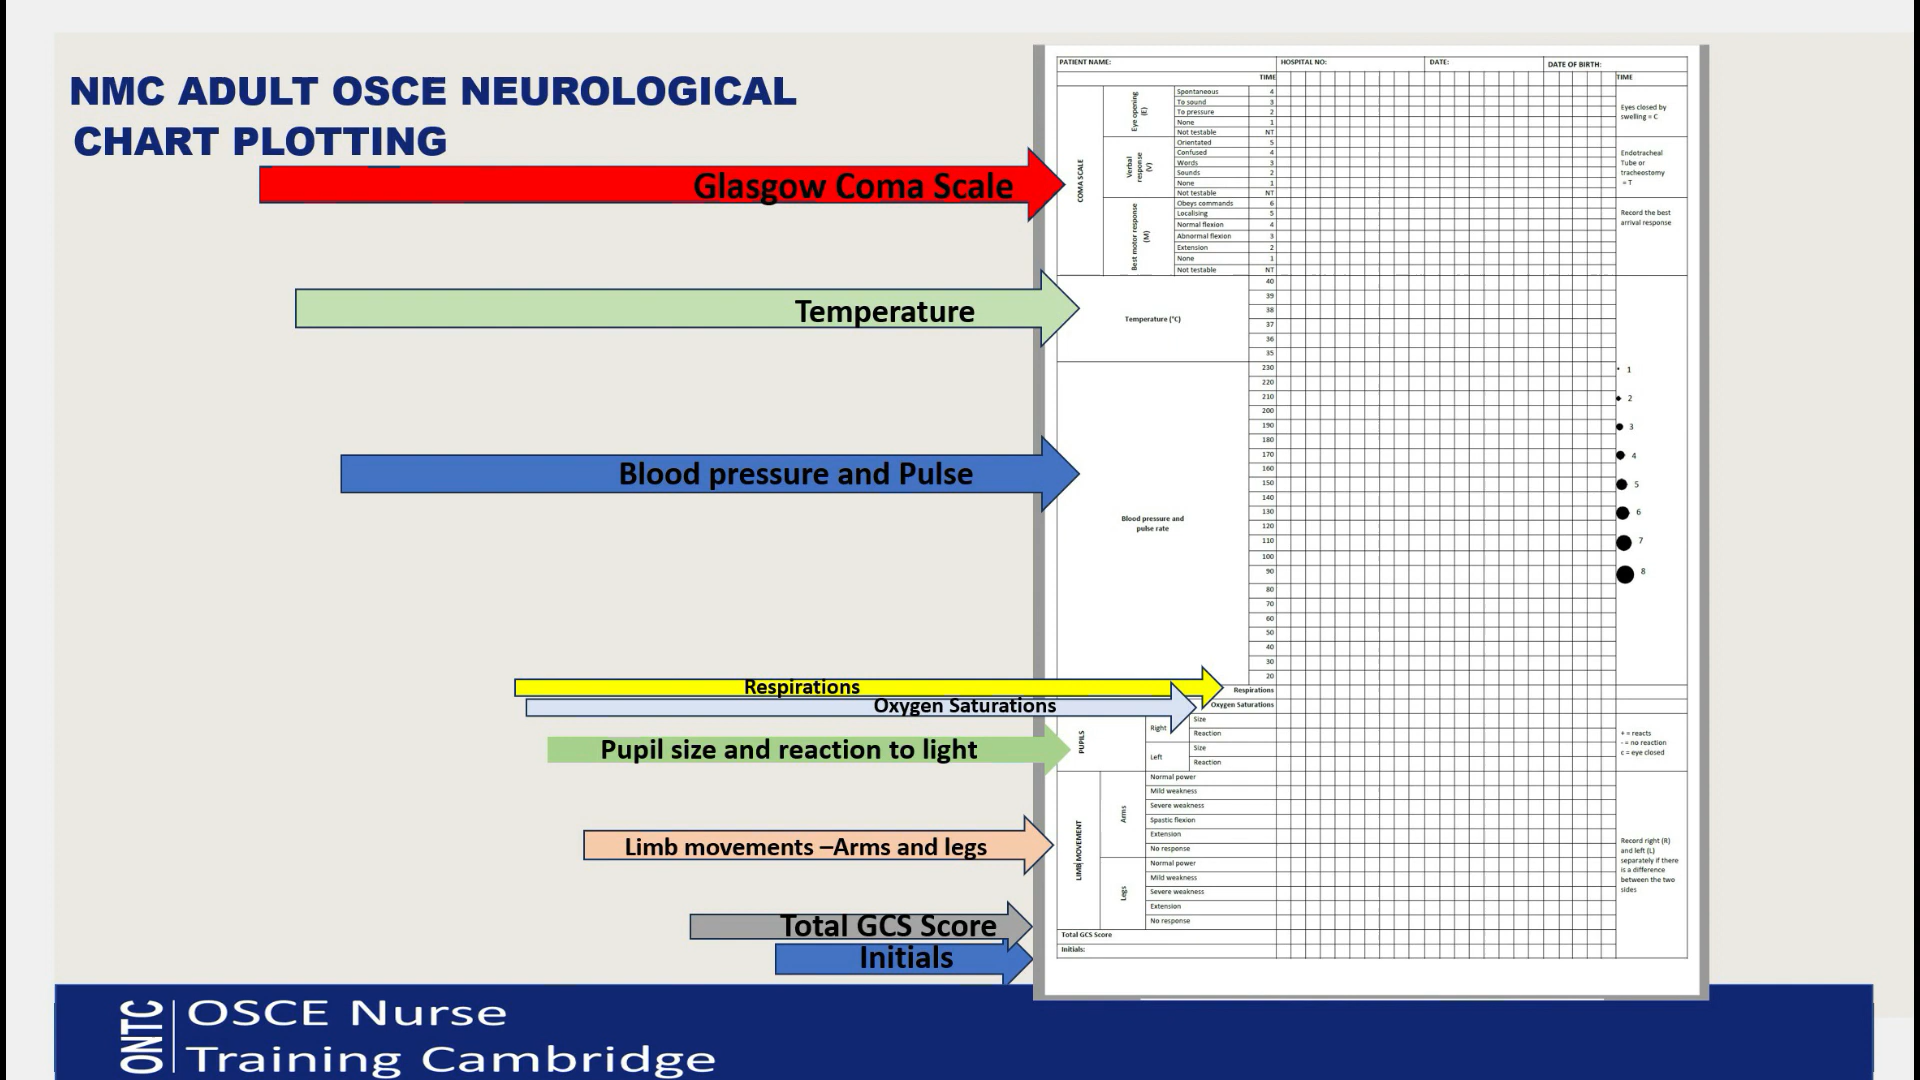 NMC ADULT OSCE NEUROLOGICAL
CHART PLOTTING
Glasgow Coma Scale
Temperature
Blood pressure and Pulse
Respirations
Oxygen Saturations
Pupil size and reaction to light
Limb movements –Arms and legs
Total GCS Score
Initials
PATIENT NAME: HOSPITAL NO: DATE: DATE OF BIRTH:
TIME TIME
COMA SCALE
Eye opening
(E)
Spontaneous 4
To sound 3
To pressure 2
None 1
Not testable NT
Eyes closed by
swelling = C
Verbal
response
(V)
Orientated 5
Confused 4
Words 3
Sounds 2
None 1
Not testable NT
Endotracheal
Tube or
tracheostomy
= T
Best motor response
(M)
Obeys commands 6
Localising 5
Normal flexion 4
Abnormal flexion 3
Extension 2
None 1
Not testable NT
Record the best
arrival response
Temperature (°C)
40
39
38
37
36
35
Blood pressure and
pulse rate
230
220
210
200
190
180
170
160
150
140
130
120
110
100
90
80
70
60
50
40
30
20
1
2
3
4
5
6
7
8
Respirations
Oxygen Saturations
PUPILS
Right
Size
Reaction
Left
Size
Reaction
+ = reacts
- = no reaction
c = eye closed
LIMB MOVEMENT
Arms
Normal power
Mild weakness
Severe weakness
Spastic flexion
Extension
No response
Legs
Normal power
Mild weakness
Severe weakness
Extension
No response
Record right (R)
and left (L)
separately if there
is a difference
between the two
sides
Total GCS Score
Initials:
ONTC
OSCE Nurse
Training Cambridge